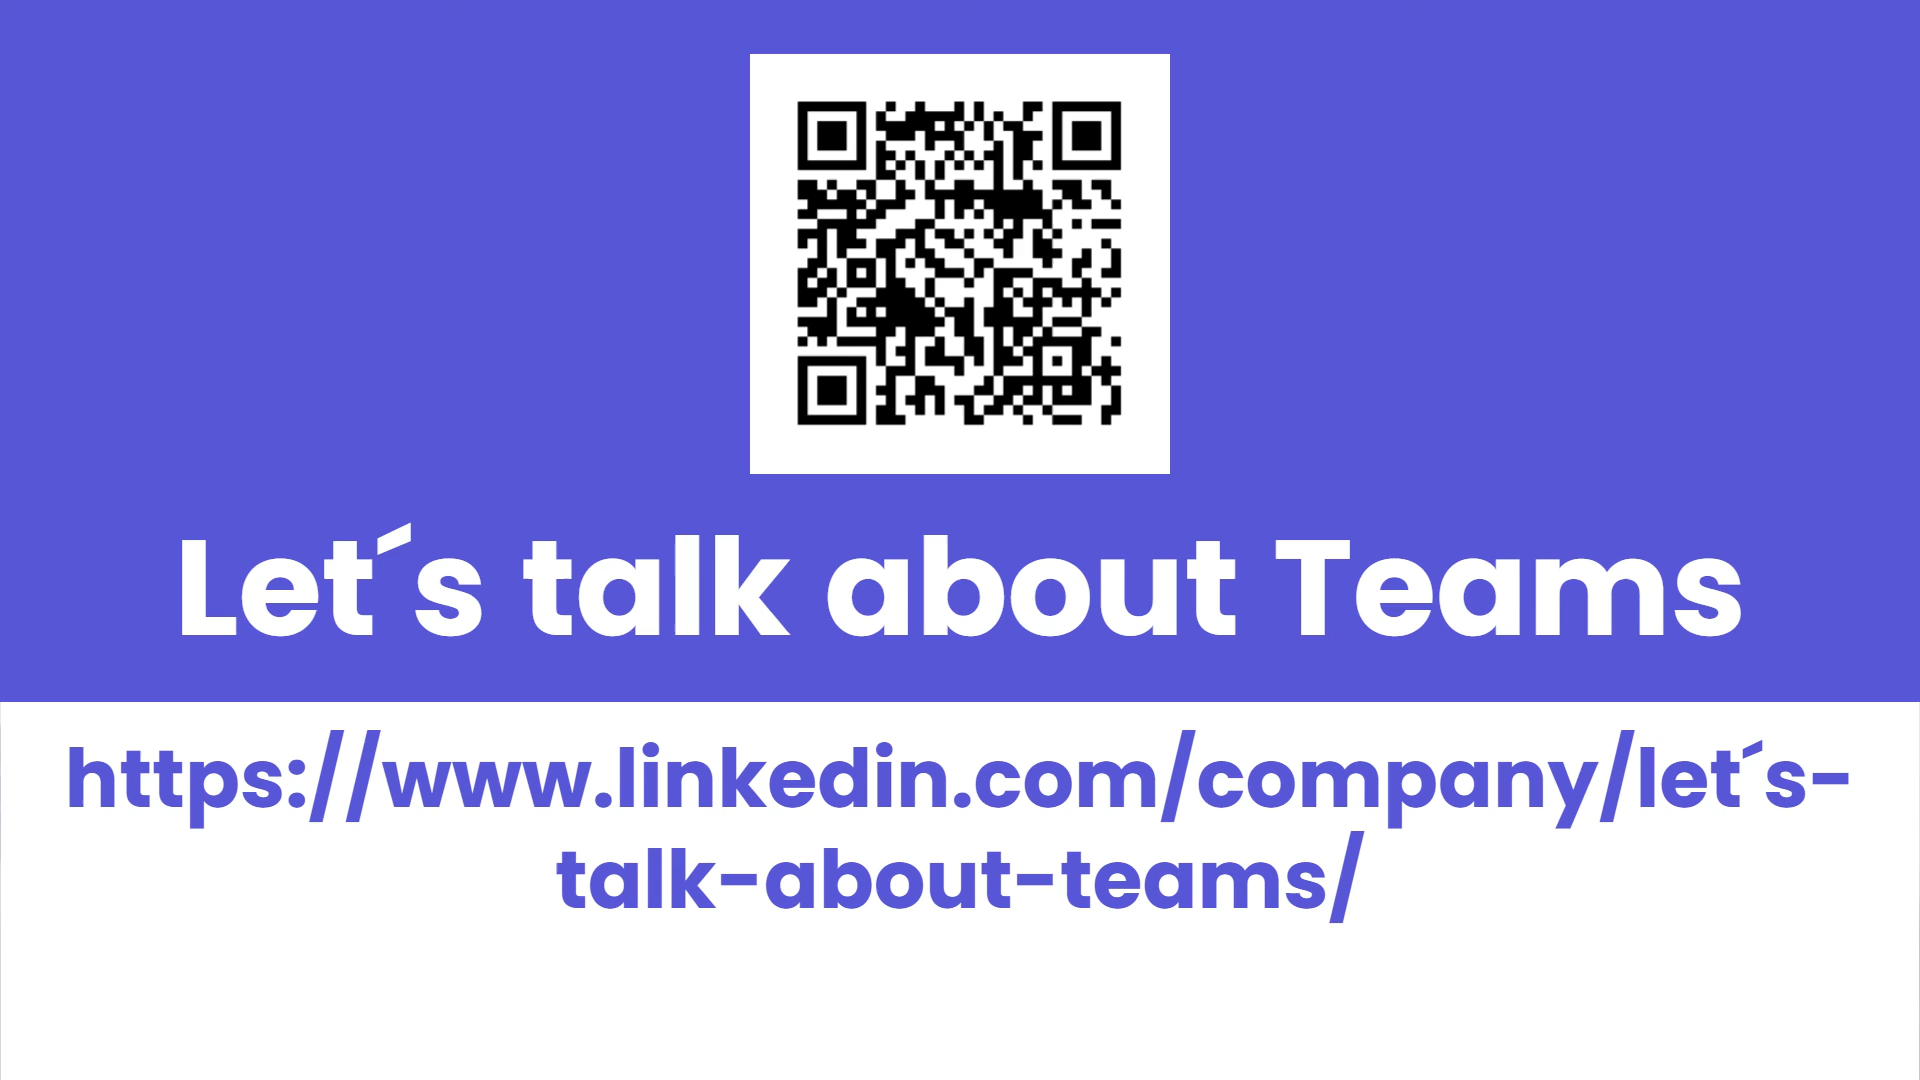 Let´s talk about Teams
https://www.linkedin.com/company/let´s-
talk-about-teams/